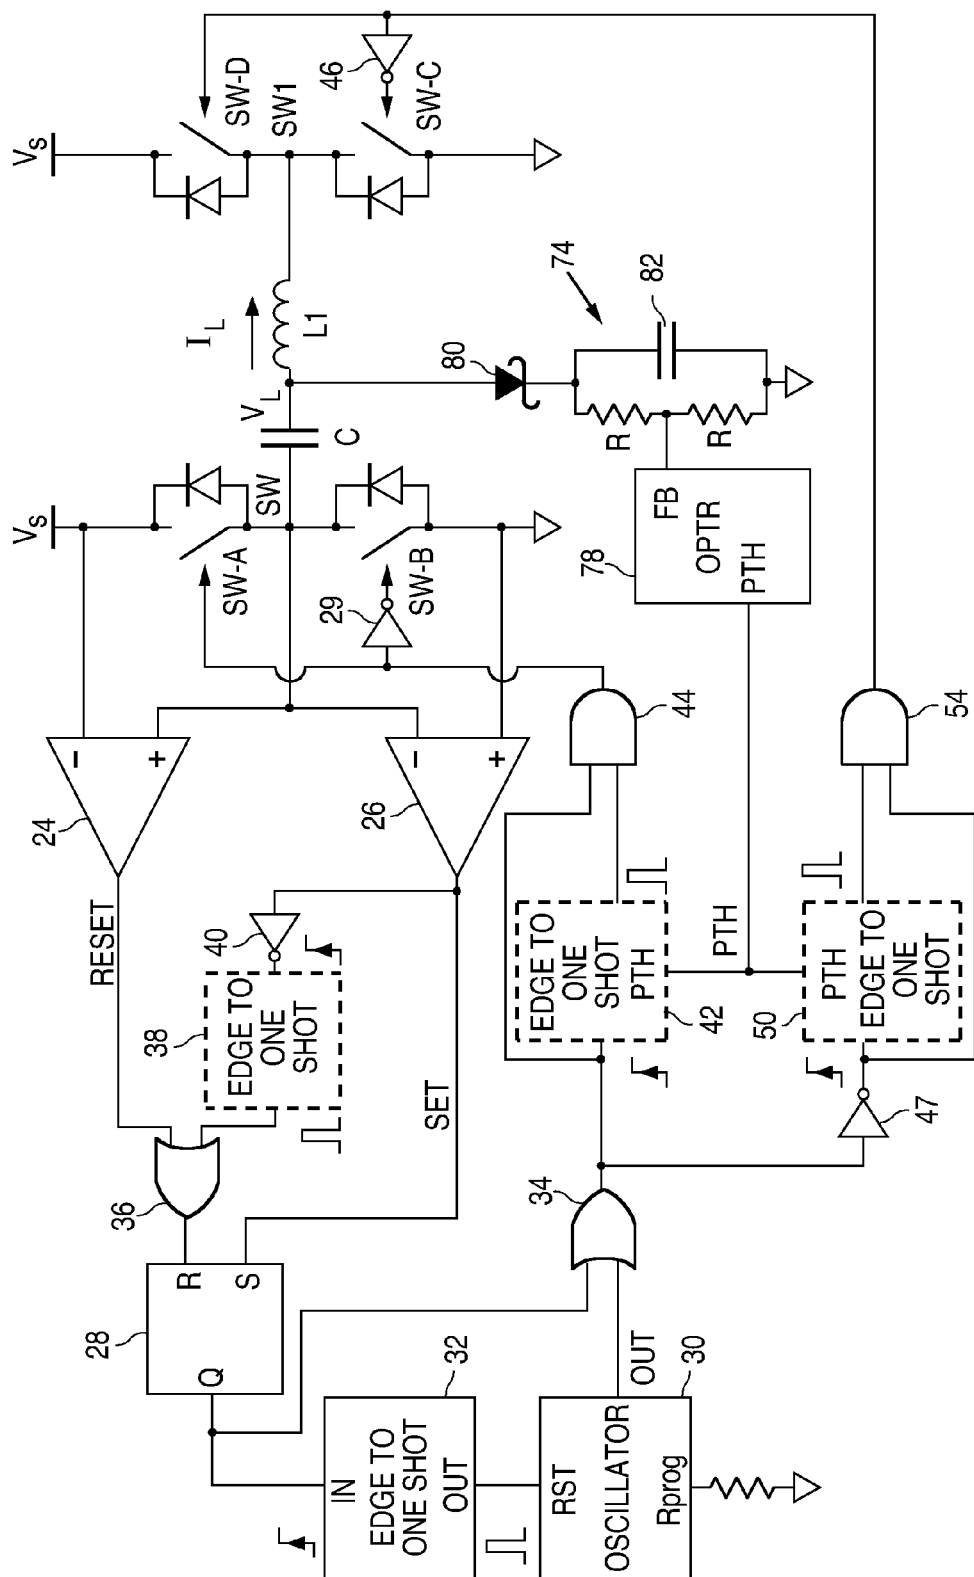 VS
SW-D
SW1
46
SW-C
IL
L1
VL
C
74
82
80
R
R
VS
SW-A
SW
SW-B
29
78
FB
OPTR
PTH
24
−
+
26
−
+
RESET
SET
40
38
EDGE TO
ONE
SHOT
36
28
R
S
Q
44
54
EDGE TO
ONE
SHOT
PTH
42
PTH
50
PTH
EDGE TO
ONE
SHOT
47
34
32
IN
EDGE TO
ONE SHOT
OUT
OUT
30
RST
OSCILLATOR
Rprog